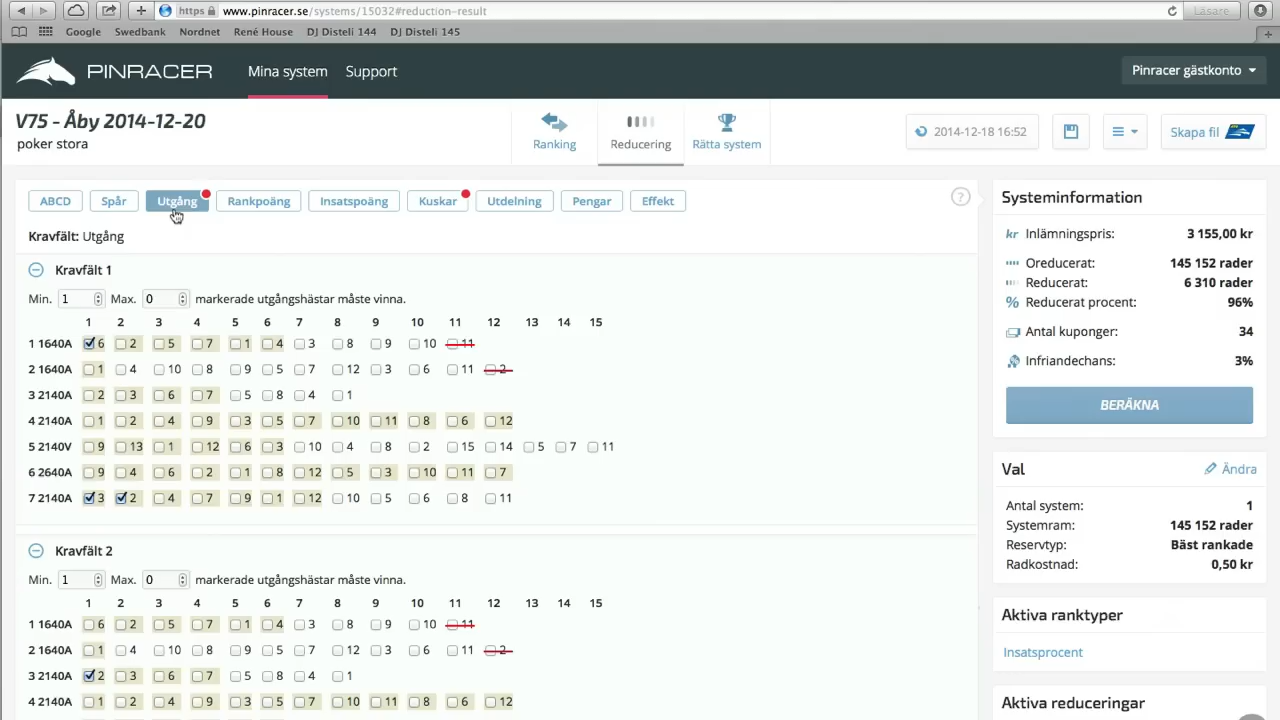 https www.pinracer.se/systems/15032#reduction-result Läsare
Google Swedbank Nordnet René House DJ Disteli 144 DJ Disteli 145
PINRACER Mina system Support Pinracer gästkonto
V75 - Åby 2014-12-20
poker stora
Ranking Reducering Rätta system 2014-12-18 16:52 Skapa fil
ABCD Spår Utgång Rankpoäng Insatspoäng Kuskar Utdelning Pengar Effekt ?
Kravfält: Utgång
Kravfält 1
Min. 1 Max. 0 markerade utgångshästar måste vinna.
1 2 3 4 5 6 7 8 9 10 11 12 13 14 15
1 1640A 6 2 5 7 1 4 3 8 9 10 11
2 1640A 1 4 10 8 9 5 7 12 3 6 11 2
3 2140A 2 3 6 7 5 8 4 1
4 2140A 1 2 4 9 3 5 7 10 11 8 6 12
5 2140V 9 13 1 12 6 3 10 4 8 2 15 14 5 7 11
6 2640A 9 4 6 2 1 8 12 5 3 10 11 7
7 2140A 3 2 4 7 9 1 12 10 5 6 8 11
Kravfält 2
Min. 1 Max. 0 markerade utgångshästar måste vinna.
1 2 3 4 5 6 7 8 9 10 11 12 13 14 15
1 1640A 6 2 5 7 1 4 3 8 9 10 11
2 1640A 1 4 10 8 9 5 7 12 3 6 11 2
3 2140A 2 3 6 7 5 8 4 1
4 2140A 1 2 4 9 3 5 7 10 11 8 6 12
Systeminformation
kr Inlämningspris: 3 155,00 kr
Oreducerat: 145 152 rader
Reducerat: 6 310 rader
% Reducerat procent: 96%
Antal kuponger: 34
Infriandechans: 3%
BERÄKNA
Val Ändra
Antal system: 1
Systemram: 145 152 rader
Reservtyp: Bäst rankade
Radkostnad: 0,50 kr
Aktiva ranktyper
Insatsprocent
Aktiva reduceringar